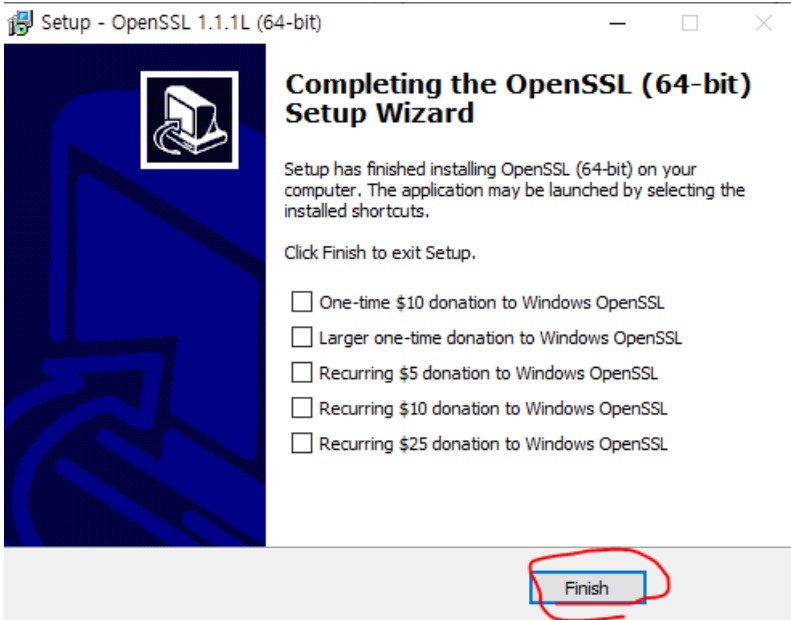 Setup - OpenSSL 1.1.1L (64-bit)
Completing the OpenSSL (64-bit)
Setup Wizard
Setup has finished installing OpenSSL (64-bit) on your
computer. The application may be launched by selecting the
installed shortcuts.
Click Finish to exit Setup.
One-time $10 donation to Windows OpenSSL
Larger one-time donation to Windows OpenSSL
Recurring $5 donation to Windows OpenSSL
Recurring $10 donation to Windows OpenSSL
Recurring $25 donation to Windows OpenSSL
Finish